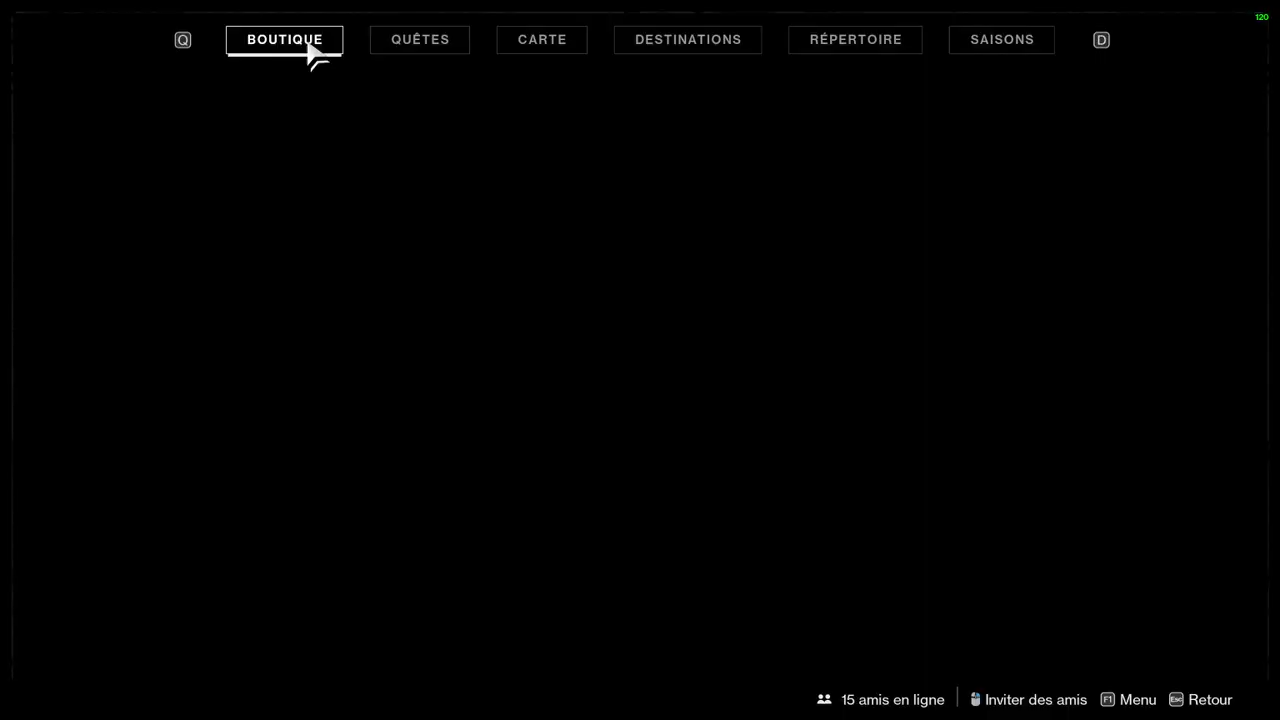 120
Q BOUTIQUE QUÊTES CARTE DESTINATIONS RÉPERTOIRE SAISONS D
15 amis en ligne Inviter des amis F1 Menu Esc Retour